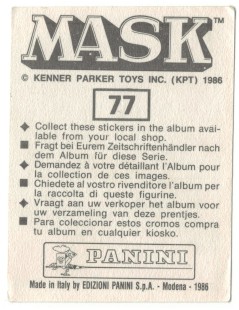 MASK™
© KENNER PARKER TOYS INC. (KPT) 1986
77
◆ Collect these stickers in the album avai-
lable from your local shop.
■ Fragt bei Eurem Zeitschriftenhändler nach
dem Album für diese Serie.
◆ Demandez à votre détaillant l'Album pour
la collection de ces images.
■ Chiedete al vostro rivenditore l'album per
la raccolta di queste figurine.
◆ Vraagt aan uw verkoper het album voor
uw verzameling van deze prentjes.
■ Para coleccionar estos cromos compra
tu album en cualquier kiosko.
PANINI
Made in Italy by EDIZIONI PANINI S.p.A. - Modena - 1986